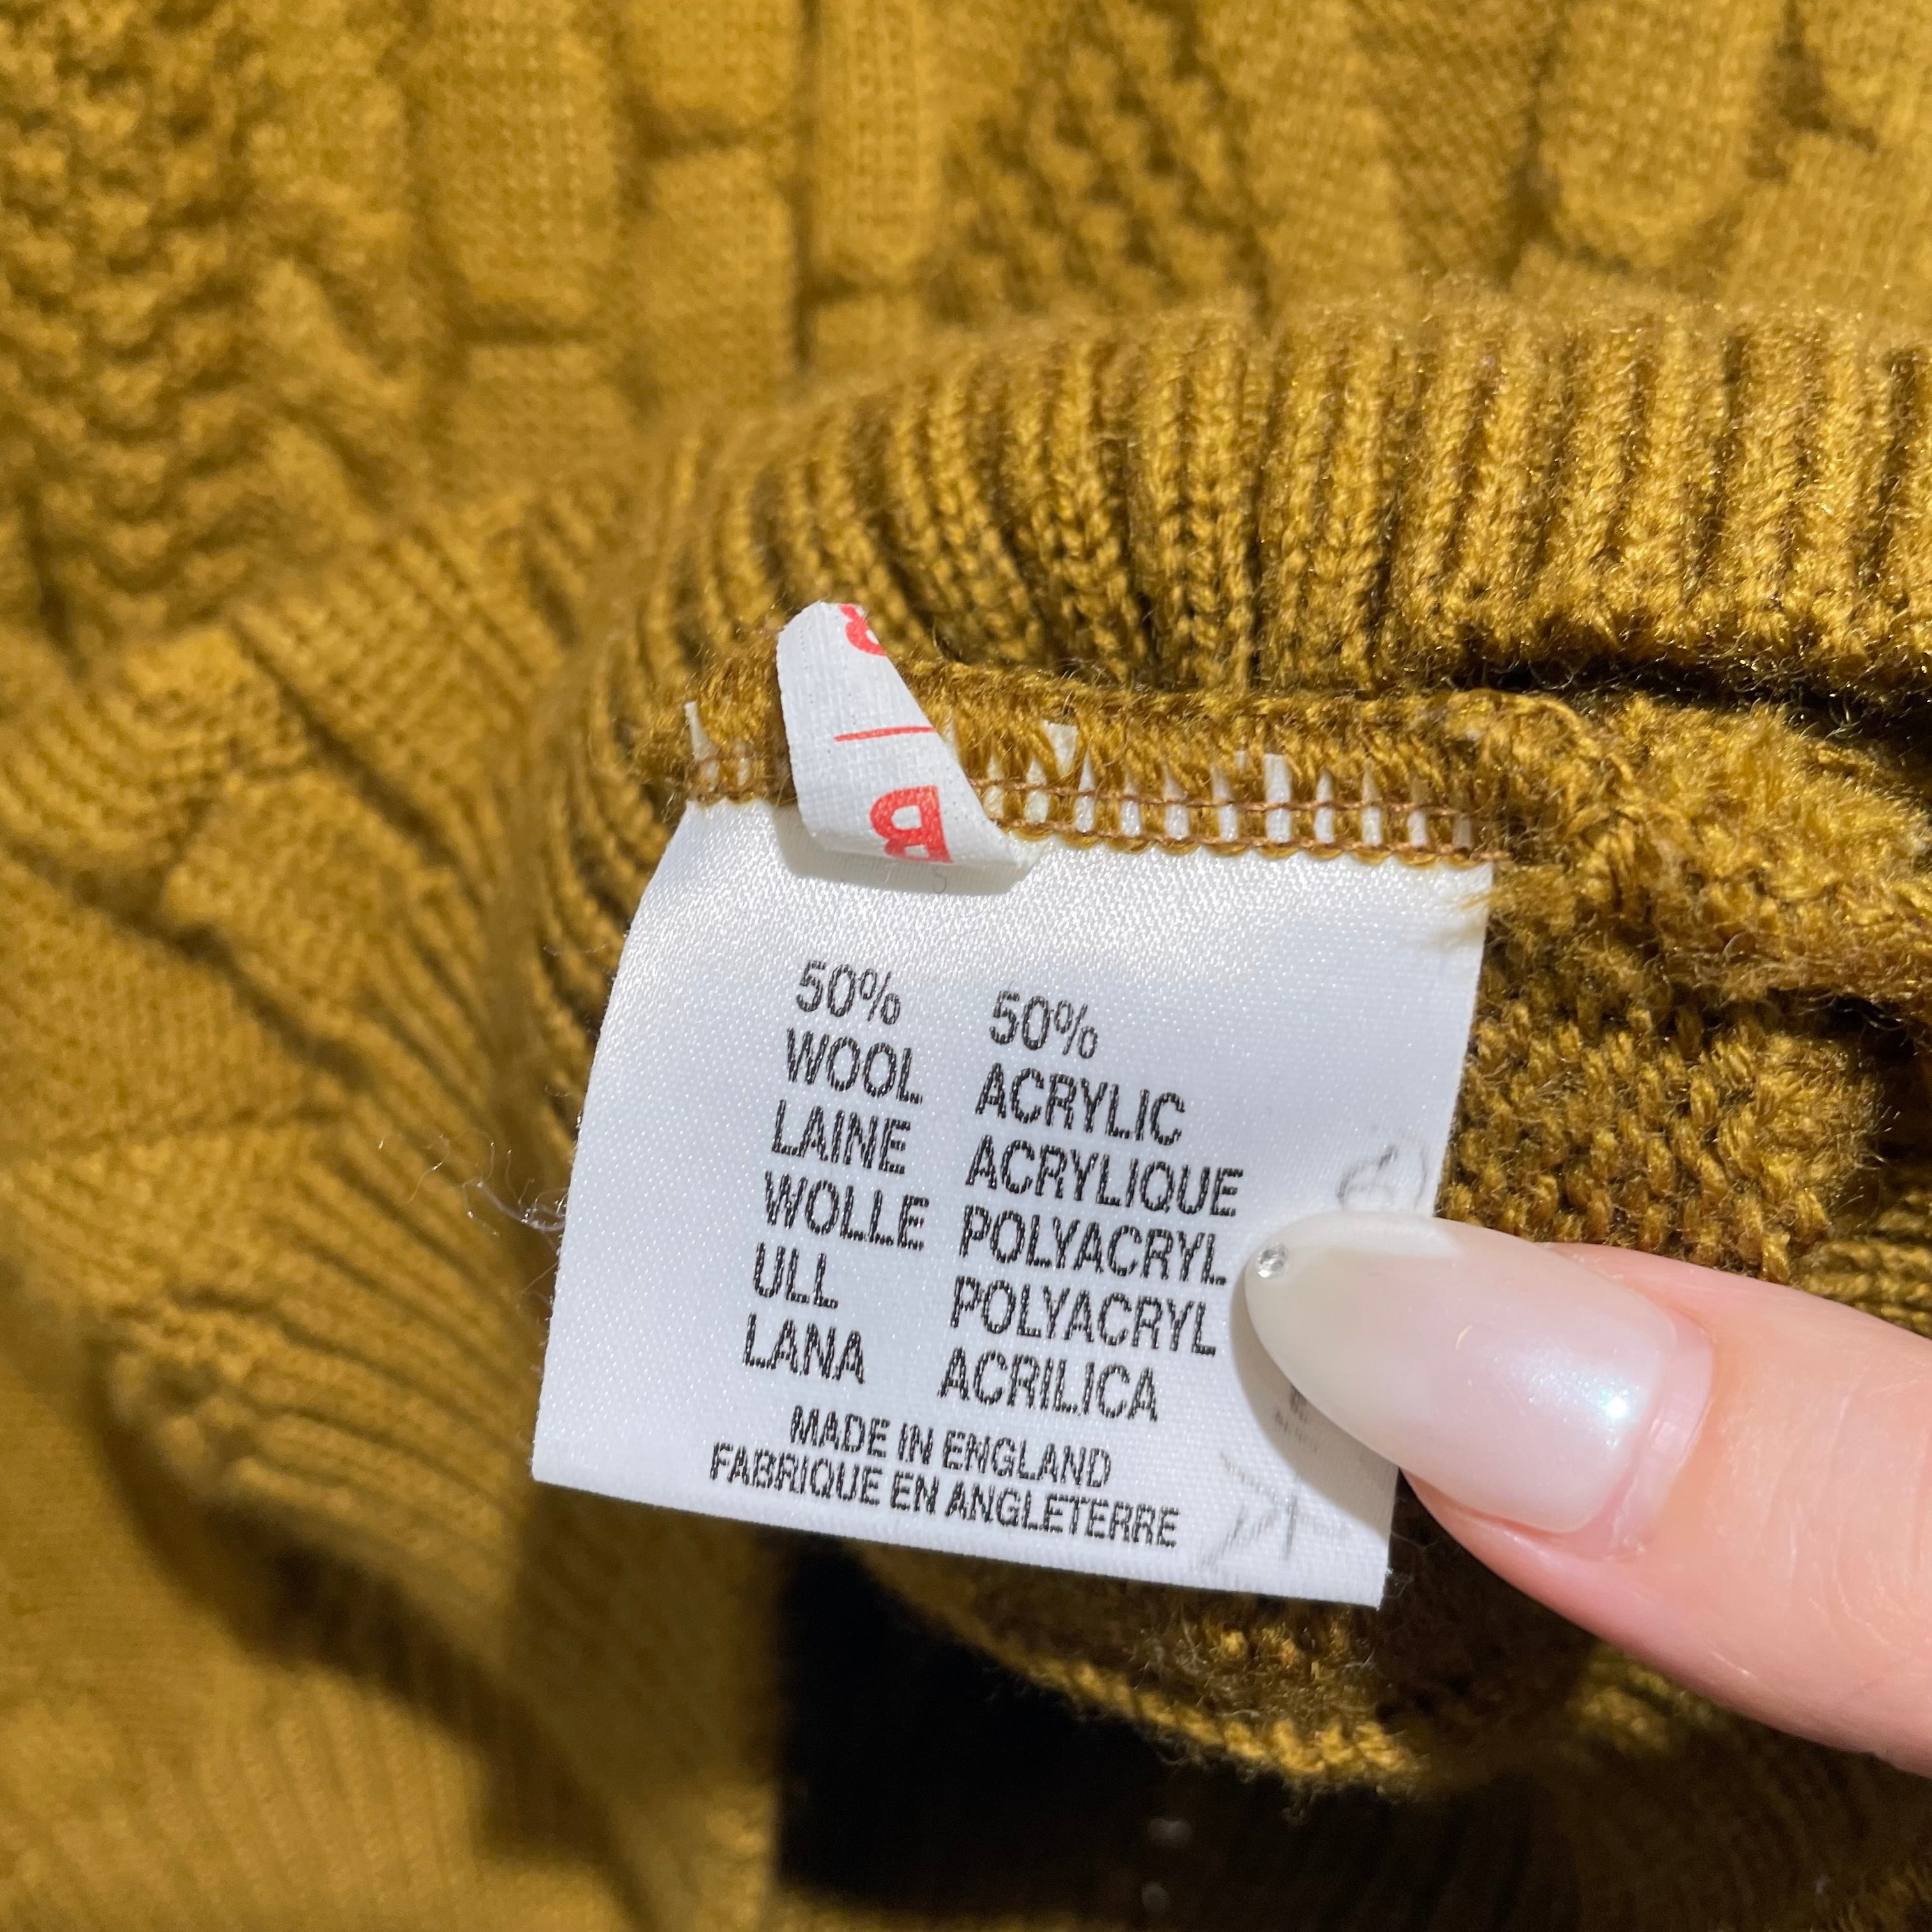 B
50% 50%
WOOL ACRYLIC
LAINE ACRYLIQUE
WOLLE POLYACRYL
ULL POLYACRYL
LANA ACRILICA
MADE IN ENGLAND
FABRIQUE EN ANGLETERRE